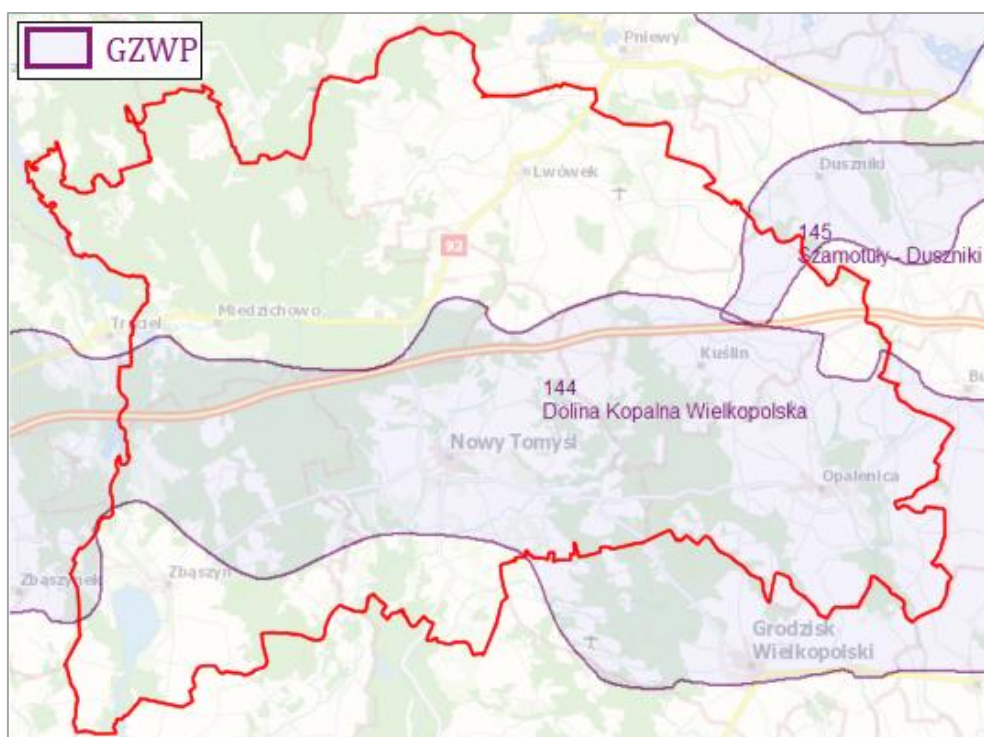 GZWP
Pniewy
Duszniki
Lwówek
145
Szamotuły - Duszniki
92
Miedzichowo
Trzciel
Kuślin
Bu
144
Dolina Kopalna Wielkopolska
Nowy Tomyśl
Opalenica
Zbąszynek
Zbąszyń
Grodzisk
Wielkopolski